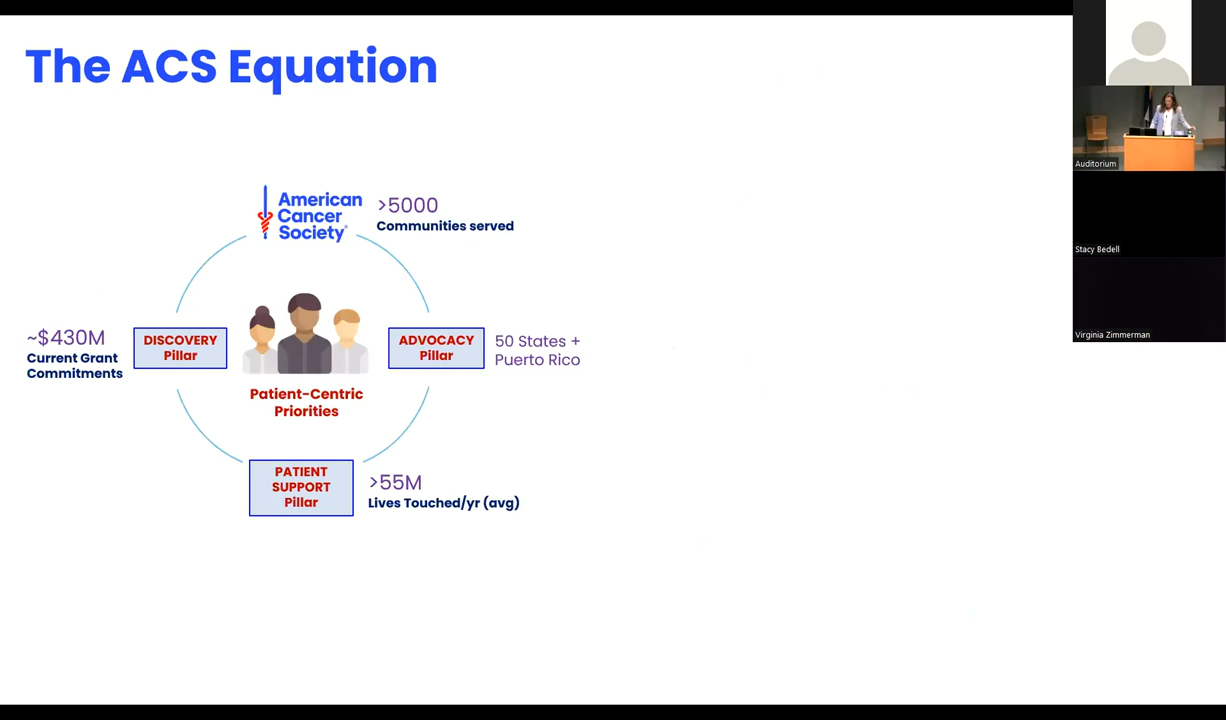 The ACS Equation
American
Cancer
Society®
>5000
Communities served
~$430M
Current Grant
Commitments
DISCOVERY
Pillar
ADVOCACY
Pillar
50 States +
Puerto Rico
Patient-Centric
Priorities
PATIENT
SUPPORT
Pillar
>55M
Lives Touched/yr (avg)
Auditorium
Stacy Bedell
Virginia Zimmerman